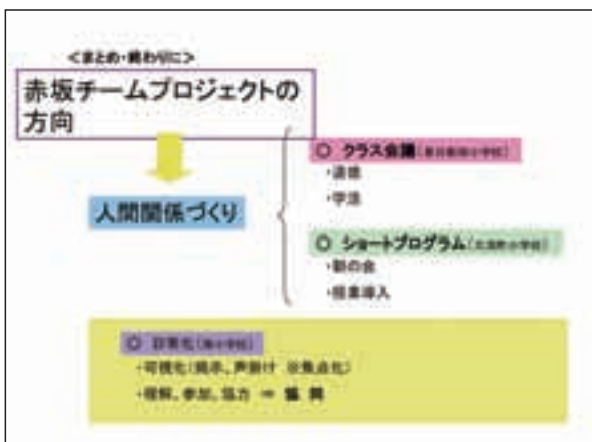 ＜まとめ・終わりに＞
赤坂チームプロジェクトの
方向
人間関係づくり
○ クラス会議
・道徳
・学活
○ ショートプログラム
・朝の会
・授業導入
○ 日常化
・可視化(掲示、声掛け ※焦点化)
・理解、参加、協力 ⇒ 協 同